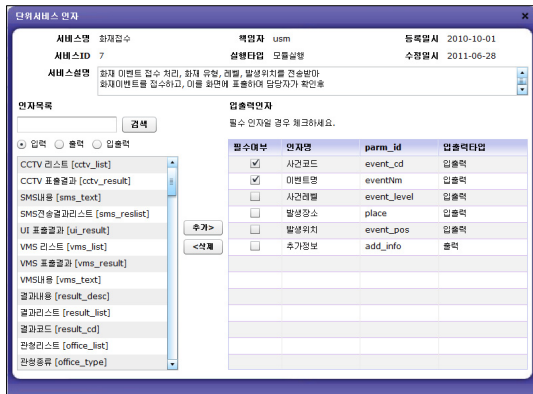 단위서비스 인자
서비스명 화재접수 책임자 usm 등록일시 2010-10-01
서비스ID 7 실행타입 모듈실행 수정일시 2011-06-28
서비스설명 화재 이벤트 접수 처리, 화재 유형, 레벨, 발생위치를 전송받아
화재이벤트를 접수하고, 이를 화면에 표출하여 담당자가 확인후
인자목록 입출력인자
검색 필수 인자일 경우 체크하세요.
입력 출력 입출력
필수여부 인자명 parm_id 입출력타입
사건코드 event_cd 입출력
이벤트명 eventNm 입출력
사건레벨 event_level 입출력
발생장소 place 입출력
발생위치 event_pos 입출력
추가정보 add_info 출력
CCTV 리스트 [cctv_list]
CCTV 표출결과 [cctv_result]
SMS내용 [sms_text]
SMS전송결과리스트 [sms_reslist]
UI 표출결과 [ui_result]
VMS 리스트 [vms_list]
VMS 표출결과 [vms_result]
VMS내용 [vms_text]
결과내용 [result_desc]
결과리스트 [result_list]
결과코드 [result_cd]
관청리스트 [office_list]
관청종류 [office_type]
추가>
<삭제